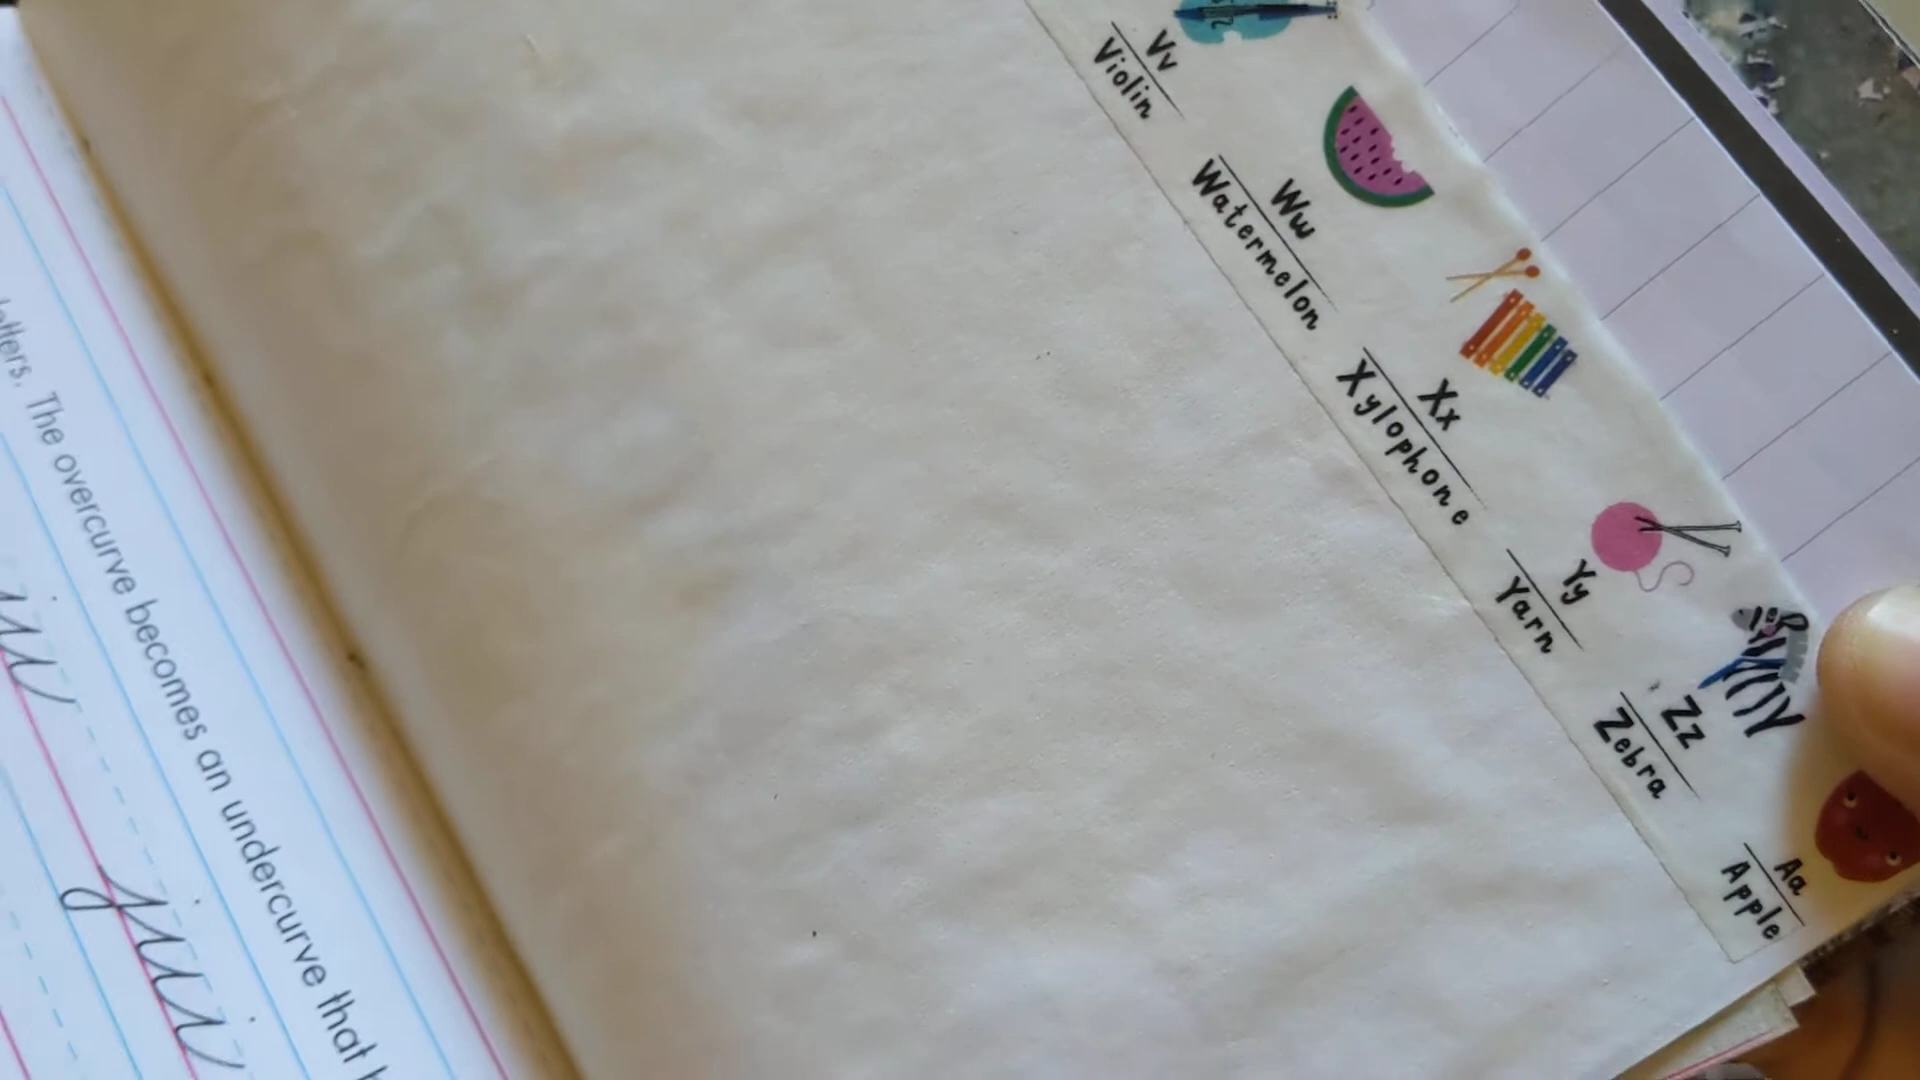 letters. The overcurve becomes an undercurve that
Vv
Violin
Ww
Watermelon
Xx
Xylophone
Yy
Yarn
Zz
Zebra
Aa
Apple